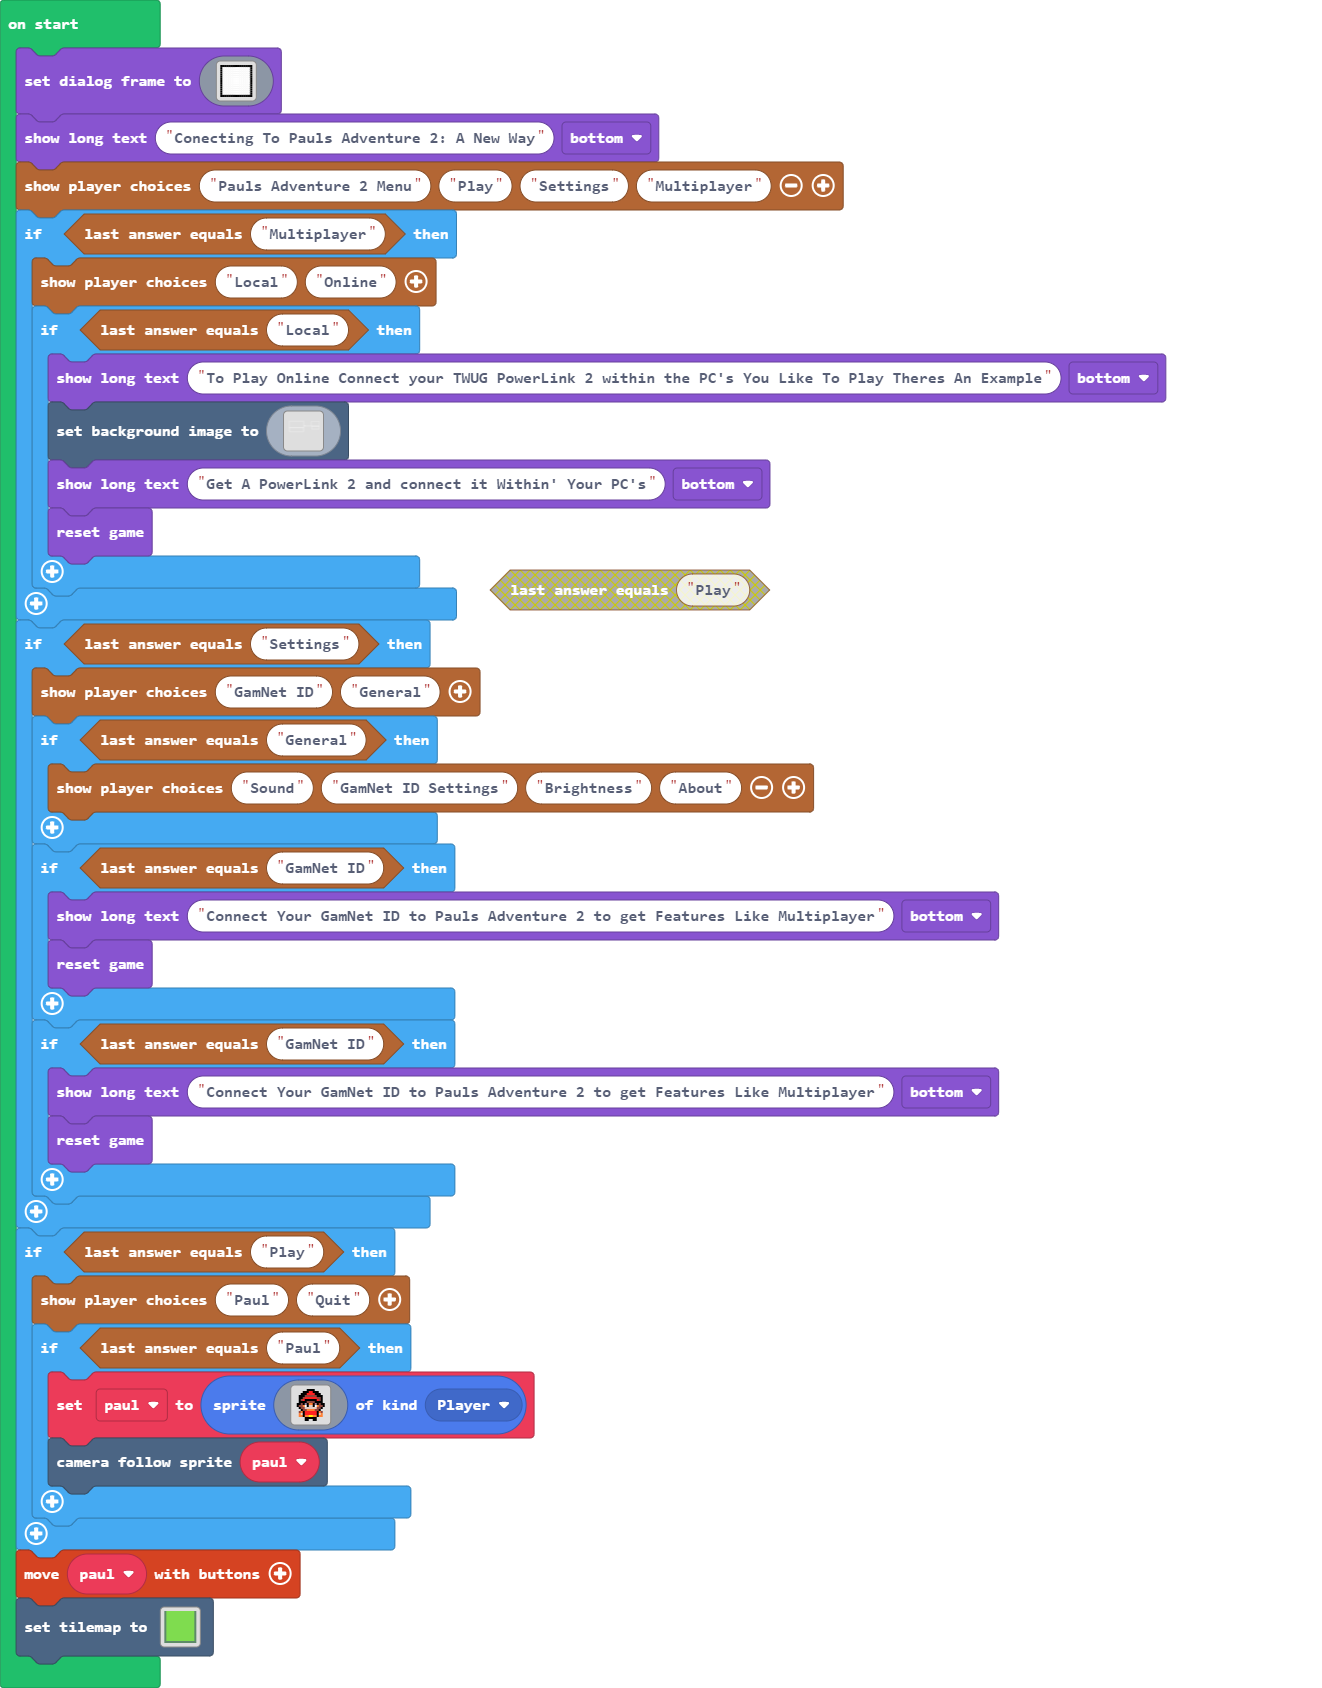 on start
set dialog frame to
show long text "Conecting To Pauls Adventure 2: A New Way" bottom
show player choices "Pauls Adventure 2 Menu" "Play" "Settings" "Multiplayer"
if last answer equals "Multiplayer" then
show player choices "Local" "Online"
if last answer equals "Local" then
show long text "To Play Online Connect your TWUG PowerLink 2 within the PC's You Like To Play Theres An Example" bottom
set background image to
show long text "Get A PowerLink 2 and connect it Within' Your PC's" bottom
reset game
last answer equals "Play"
if last answer equals "Settings" then
show player choices "GamNet ID" "General"
if last answer equals "General" then
show player choices "Sound" "GamNet ID Settings" "Brightness" "About"
if last answer equals "GamNet ID" then
show long text "Connect Your GamNet ID to Pauls Adventure 2 to get Features Like Multiplayer" bottom
reset game
if last answer equals "GamNet ID" then
show long text "Connect Your GamNet ID to Pauls Adventure 2 to get Features Like Multiplayer" bottom
reset game
if last answer equals "Play" then
show player choices "Paul" "Quit"
if last answer equals "Paul" then
set paul to sprite of kind Player
camera follow sprite paul
move paul with buttons
set tilemap to